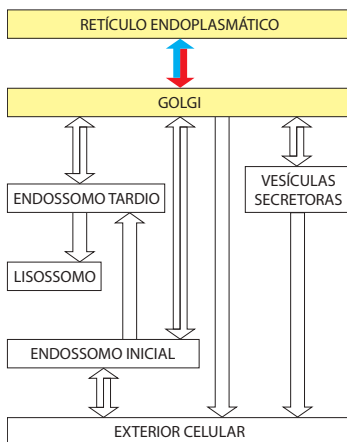 RETÍCULO ENDOPLASMÁTICO
GOLGI
ENDOSSOMO TARDIO
VESÍCULAS
SECRETORAS
LISOSSOMO
ENDOSSOMO INICIAL
EXTERIOR CELULAR